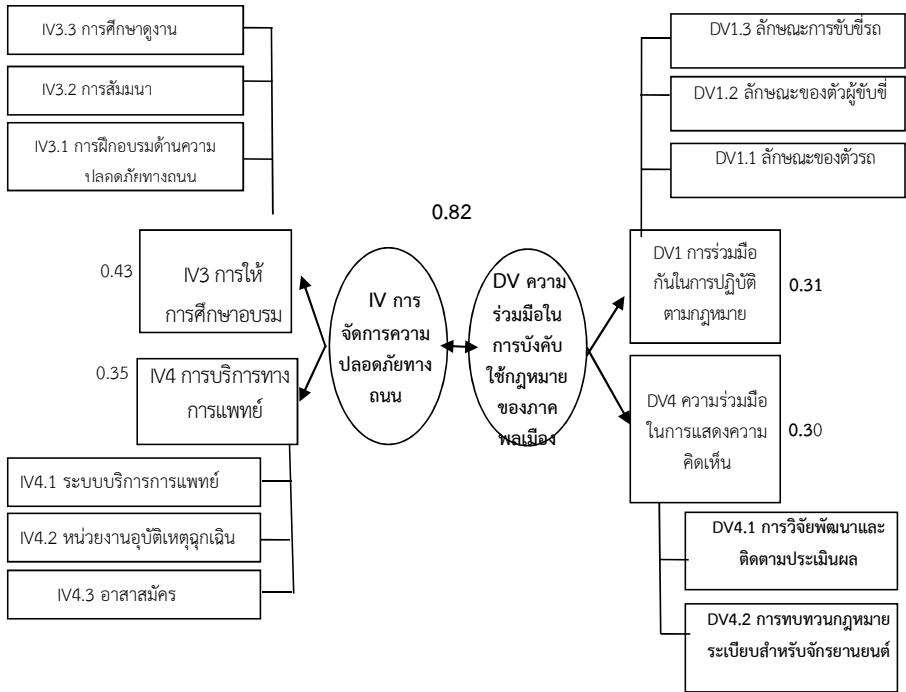 IV3.3 การศึกษาดูงาน
IV3.2 การสัมมนา
IV3.1 การฝึกอบรมด้านความ
ปลอดภัยทางถนน
0.43
IV3 การให้
การศึกษาอบรม
0.35
IV4 การบริการทาง
การแพทย์
IV4.1 ระบบบริการการแพทย์
IV4.2 หน่วยงานอุบัติเหตุฉุกเฉิน
IV4.3 อาสาสมัคร
0.82
IV การ
จัดการความ
ปลอดภัยทาง
ถนน
DV ความ
ร่วมมือใน
การบังคับ
ใช้กฎหมาย
ของภาค
พลเมือง
DV1.3 ลักษณะการขับขี่รถ
DV1.2 ลักษณะของตัวผู้ขับขี่
DV1.1 ลักษณะของตัวรถ
DV1 การร่วมมือ
กันในการปฏิบัติ
ตามกฎหมาย
0.31
DV4 ความร่วมมือ
ในการแสดงความ
คิดเห็น
0.30
DV4.1 การวิจัยพัฒนาและ
ติดตามประเมินผล
DV4.2 การทบทวนกฎหมาย
ระเบียบสำหรับจักรยานยนต์